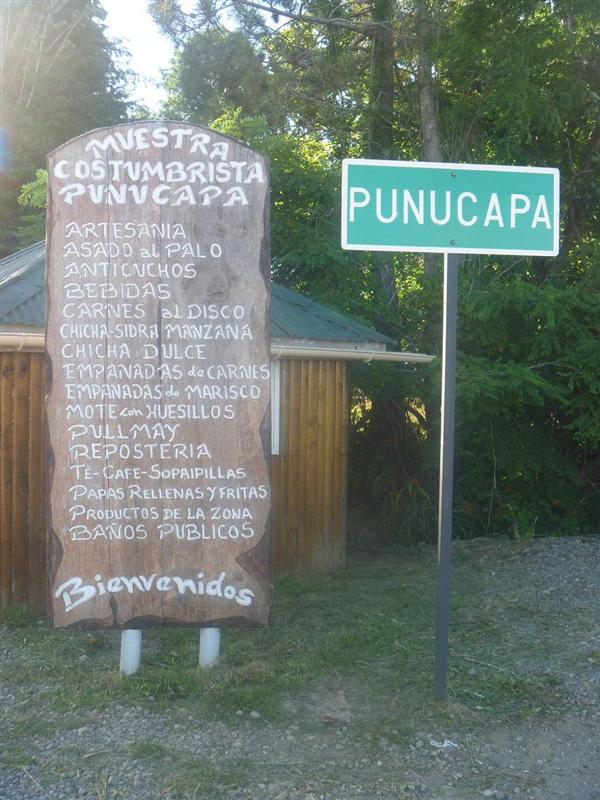 MUESTRA
COSTUMBRISTA
PUNUCAPA
ARTESANIA
ASADO al PALO
ANTICUCHOS
BEBIDAS
CARNES al DISCO
CHICHA-SIDRA MANZANA
CHICHA DULCE
EMPANADAS de CARNES
EMPANADAS de MARISCO
MOTE con HUESILLOS
PULLMAY
REPOSTERIA
TÈ-CAFE-SOPAIPILLAS
PAPAS RELLENAS Y FRITAS
PRODUCTOS DE LA ZONA
BAÑOS PUBLICOS
Bienvenidos
PUNUCAPA